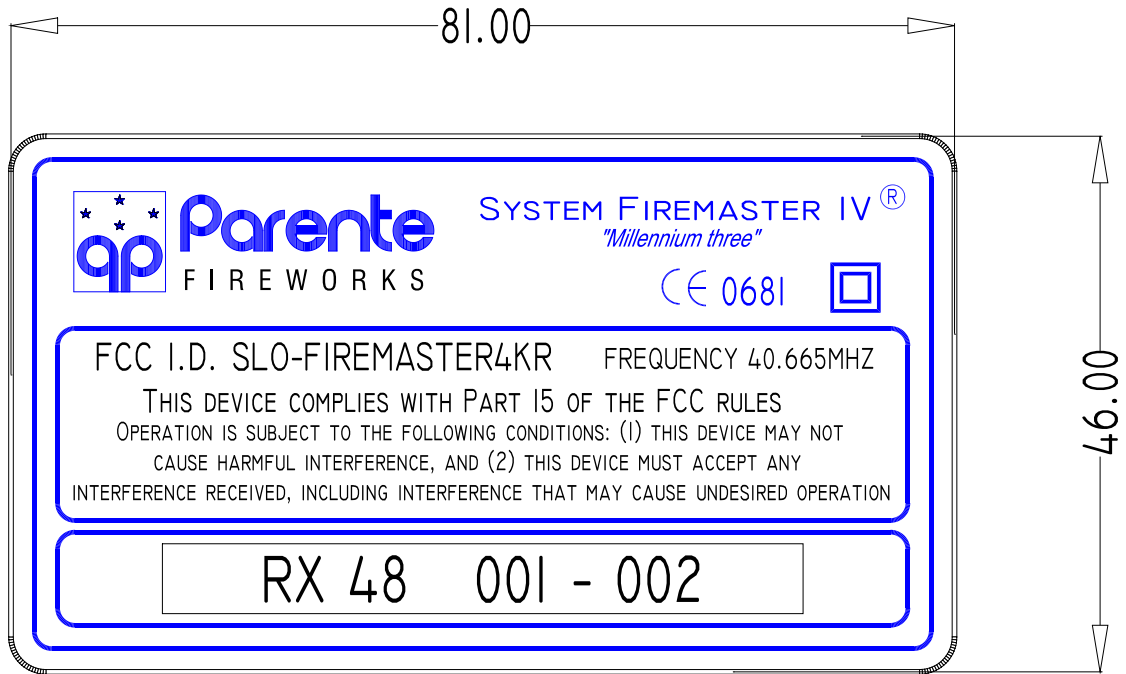 81.00
Parente
FIREWORKS
SYSTEM FIREMASTER IV ®
"Millennium three"
CE 0681
FCC I.D. SLO-FIREMASTER4KR FREQUENCY 40.665MHZ
THIS DEVICE COMPLIES WITH PART 15 OF THE FCC RULES
OPERATION IS SUBJECT TO THE FOLLOWING CONDITIONS: (1) THIS DEVICE MAY NOT
CAUSE HARMFUL INTERFERENCE, AND (2) THIS DEVICE MUST ACCEPT ANY
INTERFERENCE RECEIVED, INCLUDING INTERFERENCE THAT MAY CAUSE UNDESIRED OPERATION
RX 48 001 - 002
46.00